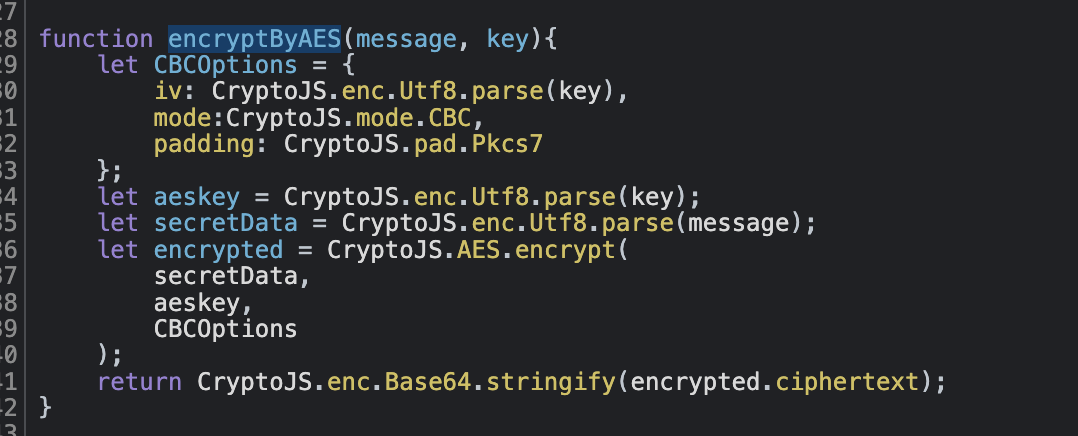 27
28 function encryptByAES(message, key){
29     let CBCOptions = {
30         iv: CryptoJS.enc.Utf8.parse(key),
31         mode:CryptoJS.mode.CBC,
32         padding: CryptoJS.pad.Pkcs7
33     };
34     let aeskey = CryptoJS.enc.Utf8.parse(key);
35     let secretData = CryptoJS.enc.Utf8.parse(message);
36     let encrypted = CryptoJS.AES.encrypt(
37         secretData,
38         aeskey,
39         CBCOptions
40     );
41     return CryptoJS.enc.Base64.stringify(encrypted.ciphertext);
42 }
43